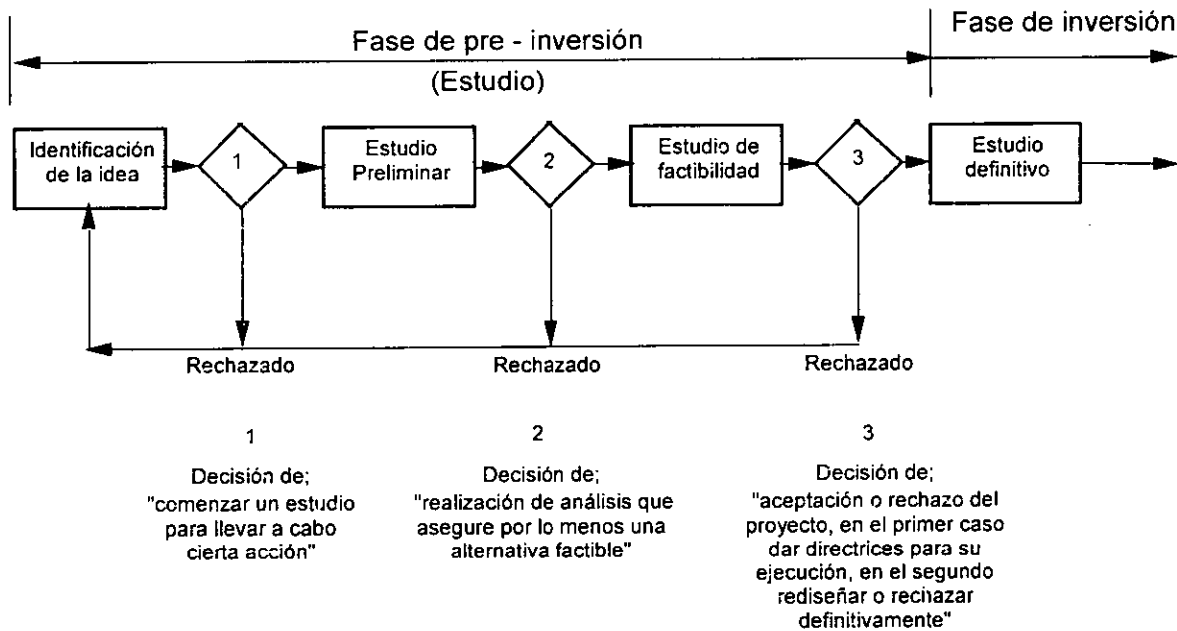 Fase de pre - inversión
(Estudio)
Fase de inversión
Identificación
de la idea
1
Estudio
Preliminar
2
Estudio de
factibilidad
3
Estudio
definitivo
Rechazado
Rechazado
Rechazado
1
Decisión de;
"comenzar un estudio
para llevar a cabo
cierta acción"
2
Decisión de;
"realización de análisis que
asegure por lo menos una
alternativa factible"
3
Decisión de;
"aceptación o rechazo del
proyecto, en el primer caso
dar directrices para su
ejecución, en el segundo
rediseñar o rechazar
definitivamente"